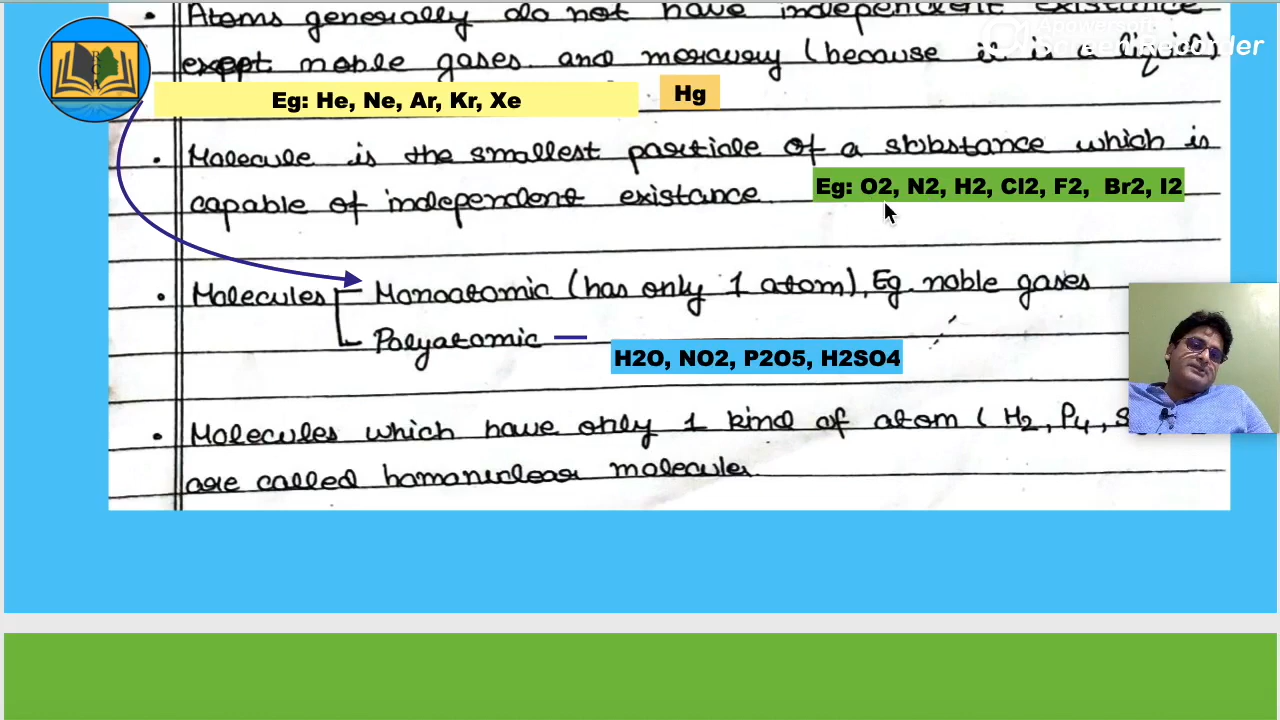 Atoms generally do not have independent existance
except noble gases and mercury (because it is a liquid)
Eg: He, Ne, Ar, Kr, Xe
Hg
• Molecule is the smallest particle of a substance which is
capable of independent existance
Eg: O2, N2, H2, Cl2, F2, Br2, I2
• Molecules Monoatomic (has only 1 atom), Eg. noble gases
Polyatomic —
H2O, NO2, P2O5, H2SO4
• Molecules which have only 1 kind of atom (H2, P4, S
are called homonuclear molecules
Screen Recorder